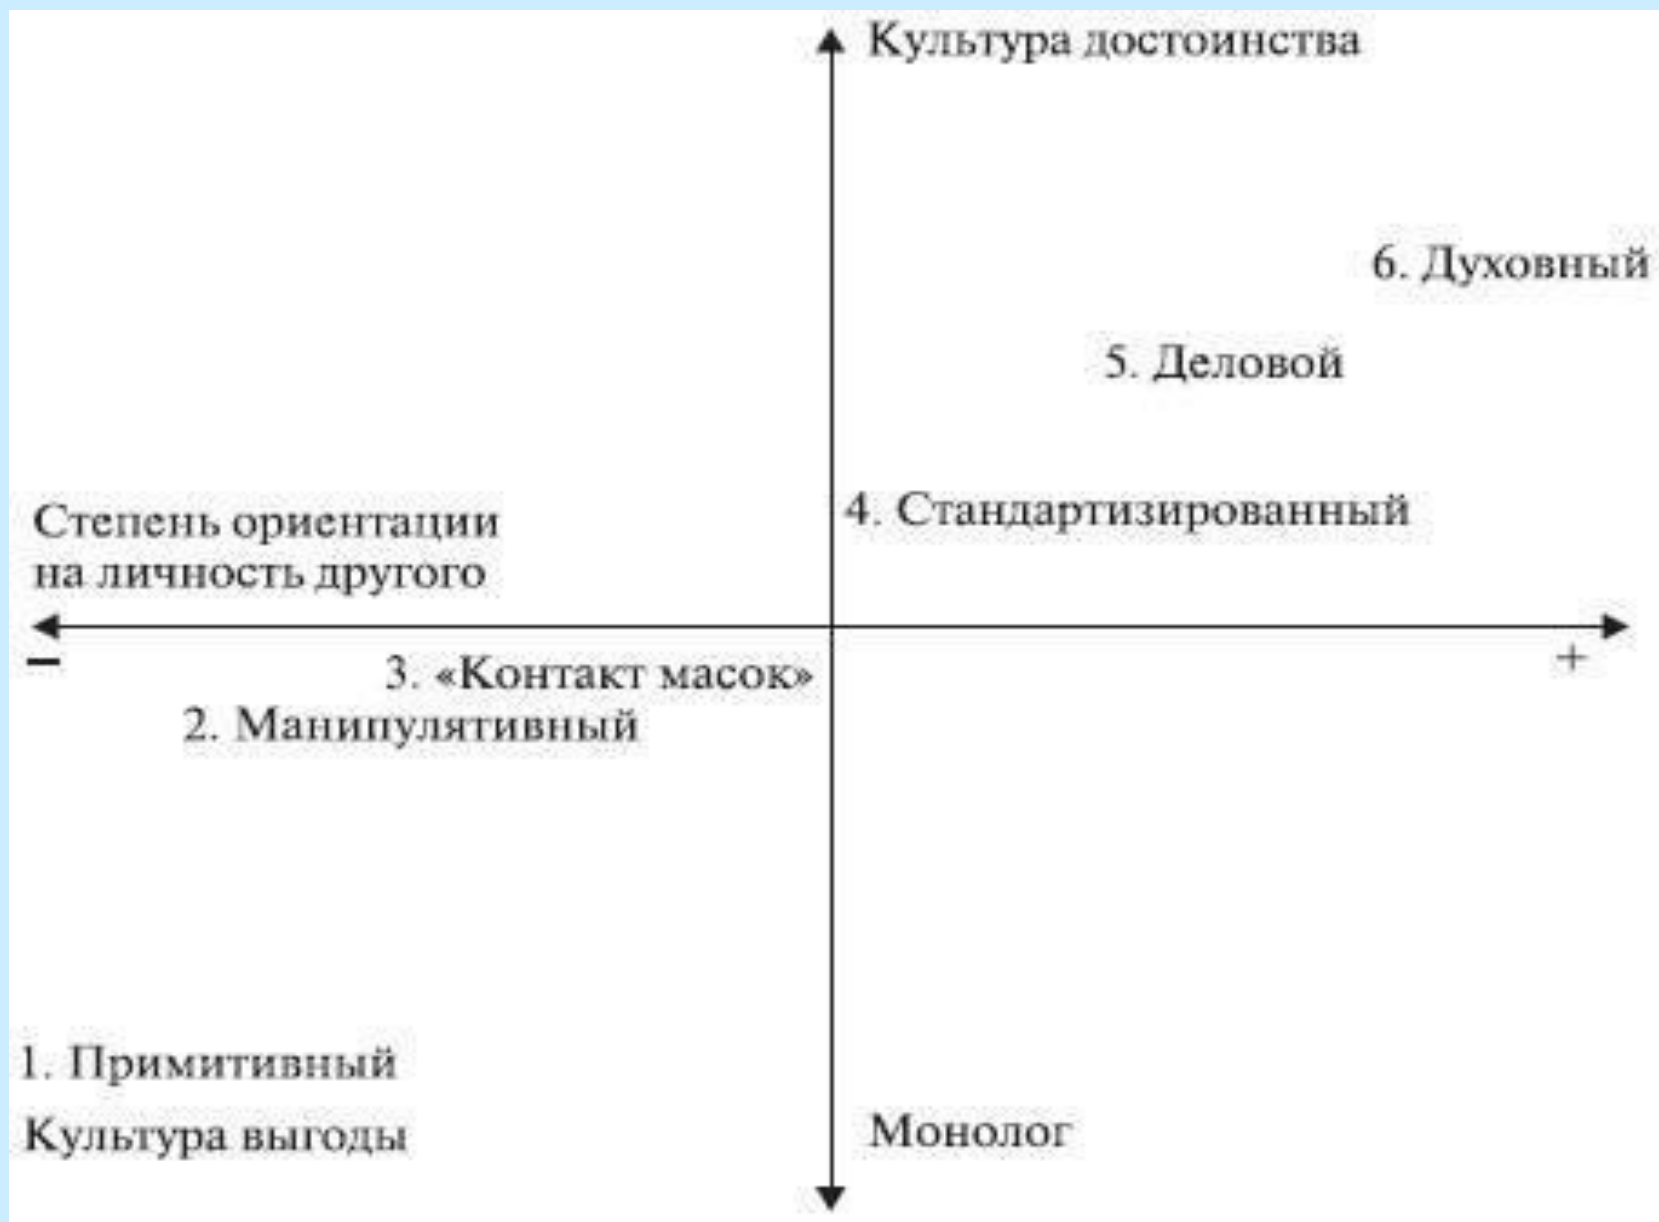 Культура достоинства
6. Духовный
5. Деловой
4. Стандартизированный
Степень ориентации
на личность другого
– +
3. «Контакт масок»
2. Манипулятивный
1. Примитивный
Культура выгоды
Монолог